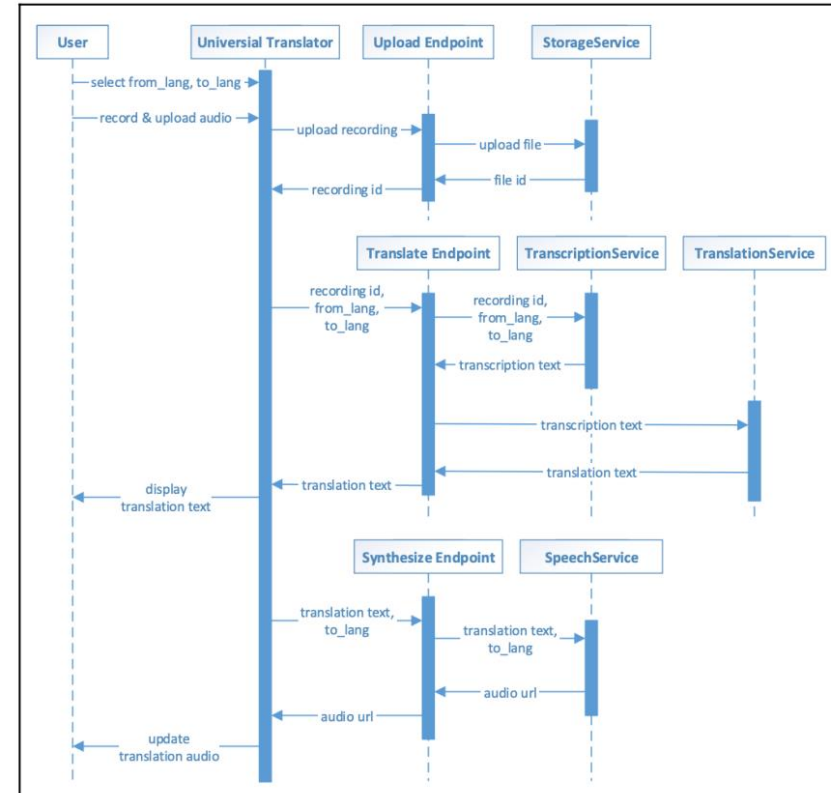 User
Universial Translator
Upload Endpoint
StorageService
select from_lang, to_lang
record & upload audio
upload recording
upload file
file id
recording id
Translate Endpoint
TranscriptionService
TranslationService
recording id,
from_lang,
to_lang
recording id,
from_lang,
to_lang
transcription text
transcription text
translation text
translation text
display
translation text
Synthesize Endpoint
SpeechService
translation text,
to_lang
translation text,
to_lang
audio url
audio url
update
translation audio